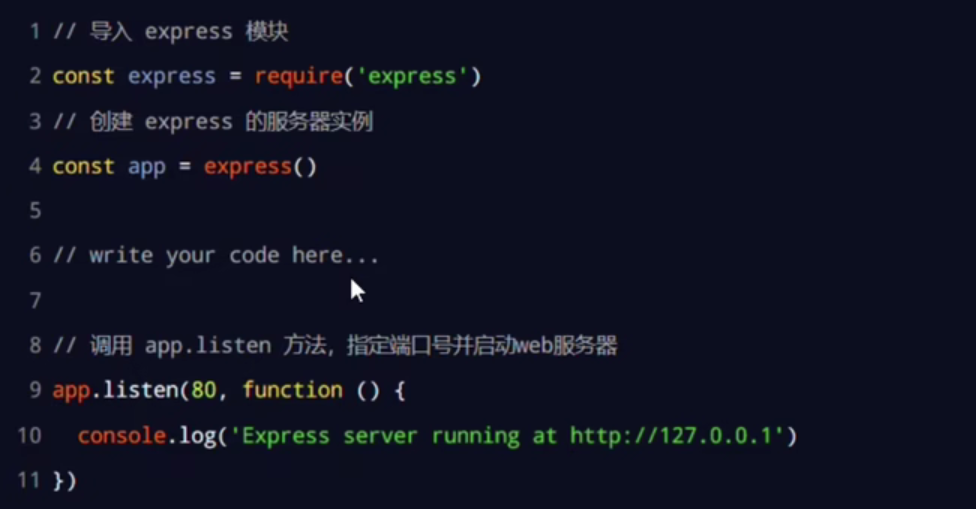 1 // 导入 express 模块
2 const express = require('express')
3 // 创建 express 的服务器实例
4 const app = express()
5
6 // write your code here...
7
8 // 调用 app.listen 方法，指定端口号并启动web服务器
9 app.listen(80, function () {
10   console.log('Express server running at http://127.0.0.1')
11 })